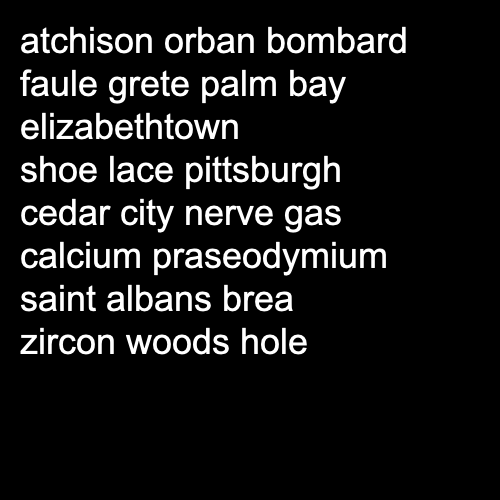 atchison orban bombard
faule grete palm bay
elizabethtown
shoe lace pittsburgh
cedar city nerve gas
calcium praseodymium
saint albans brea
zircon woods hole